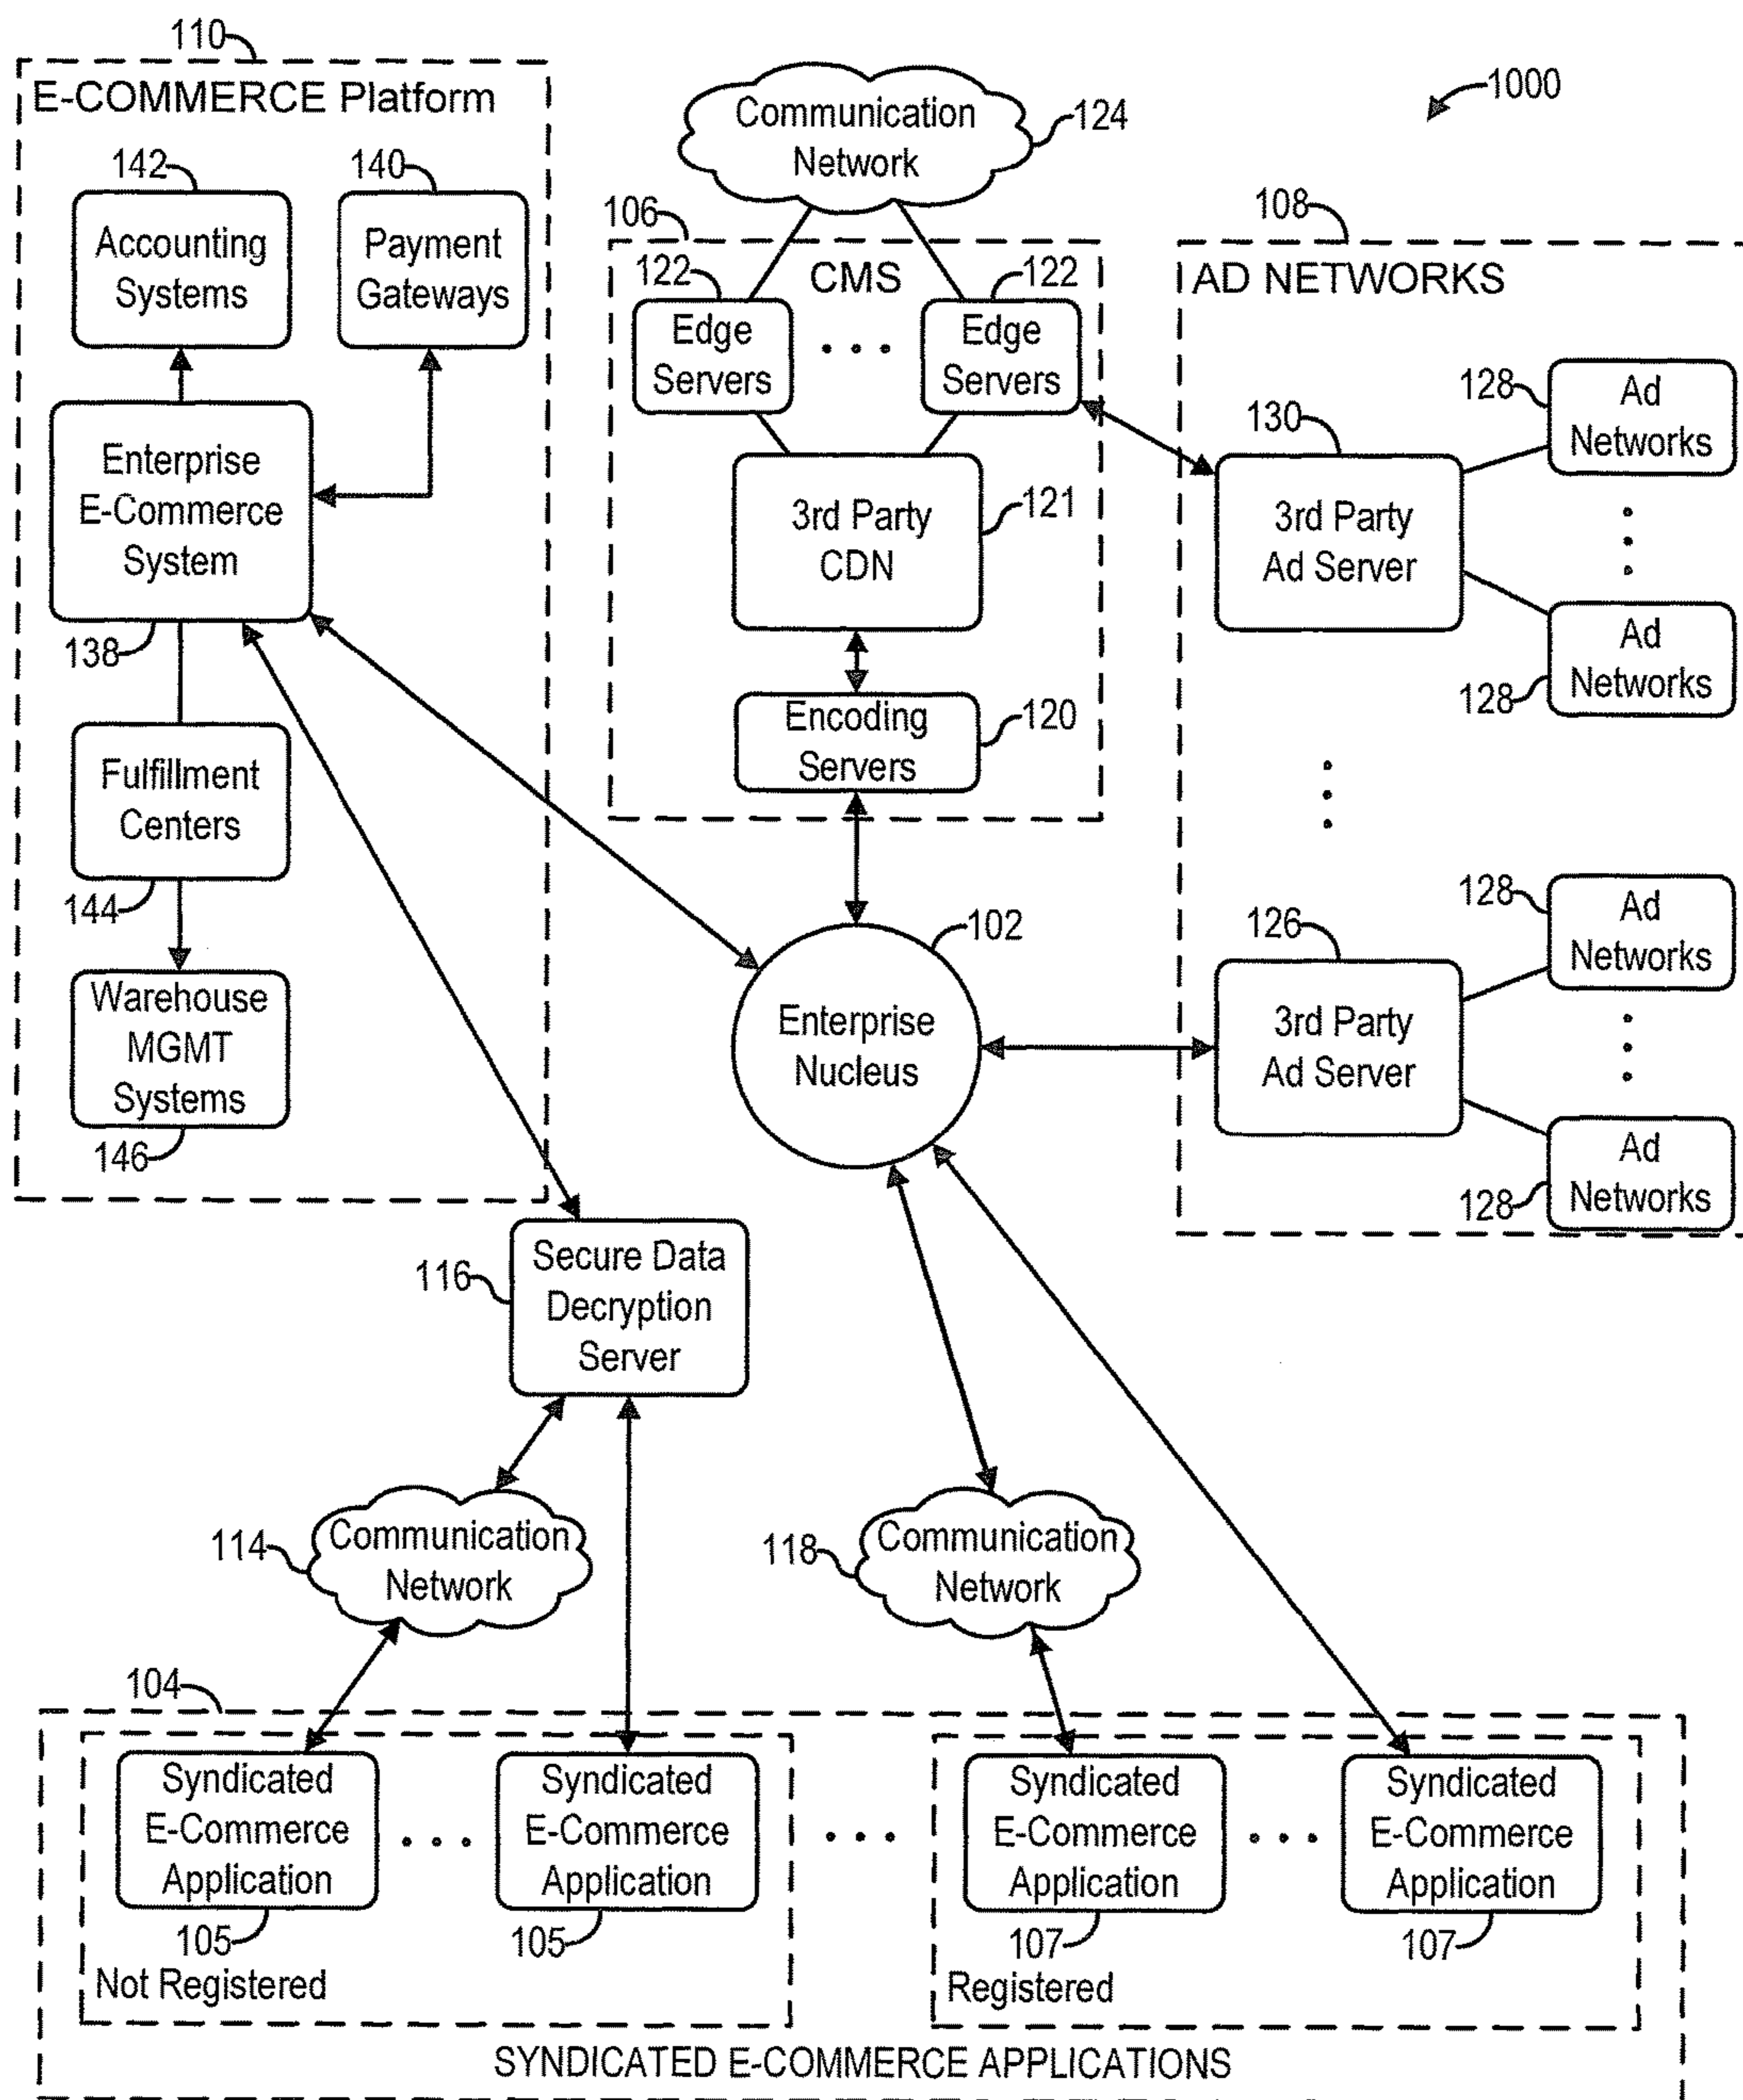 110
E-COMMERCE Platform
142
Accounting
Systems
140
Payment
Gateways
Enterprise
E-Commerce
System
138
Fulfillment
Centers
144
Warehouse
MGMT
Systems
146
Communication
Network
124
1000
106
CMS
122
Edge
Servers
122
Edge
Servers
3rd Party
CDN
121
Encoding
Servers
120
108
AD NETWORKS
130
3rd Party
Ad Server
128
Ad
Networks
Ad
Networks
128
126
3rd Party
Ad Server
128
Ad
Networks
Ad
Networks
128
102
Enterprise
Nucleus
116
Secure Data
Decryption
Server
114
Communication
Network
118
Communication
Network
104
Syndicated
E-Commerce
Application
105
Syndicated
E-Commerce
Application
105
Not Registered
Syndicated
E-Commerce
Application
107
Syndicated
E-Commerce
Application
107
Registered
SYNDICATED E-COMMERCE APPLICATIONS